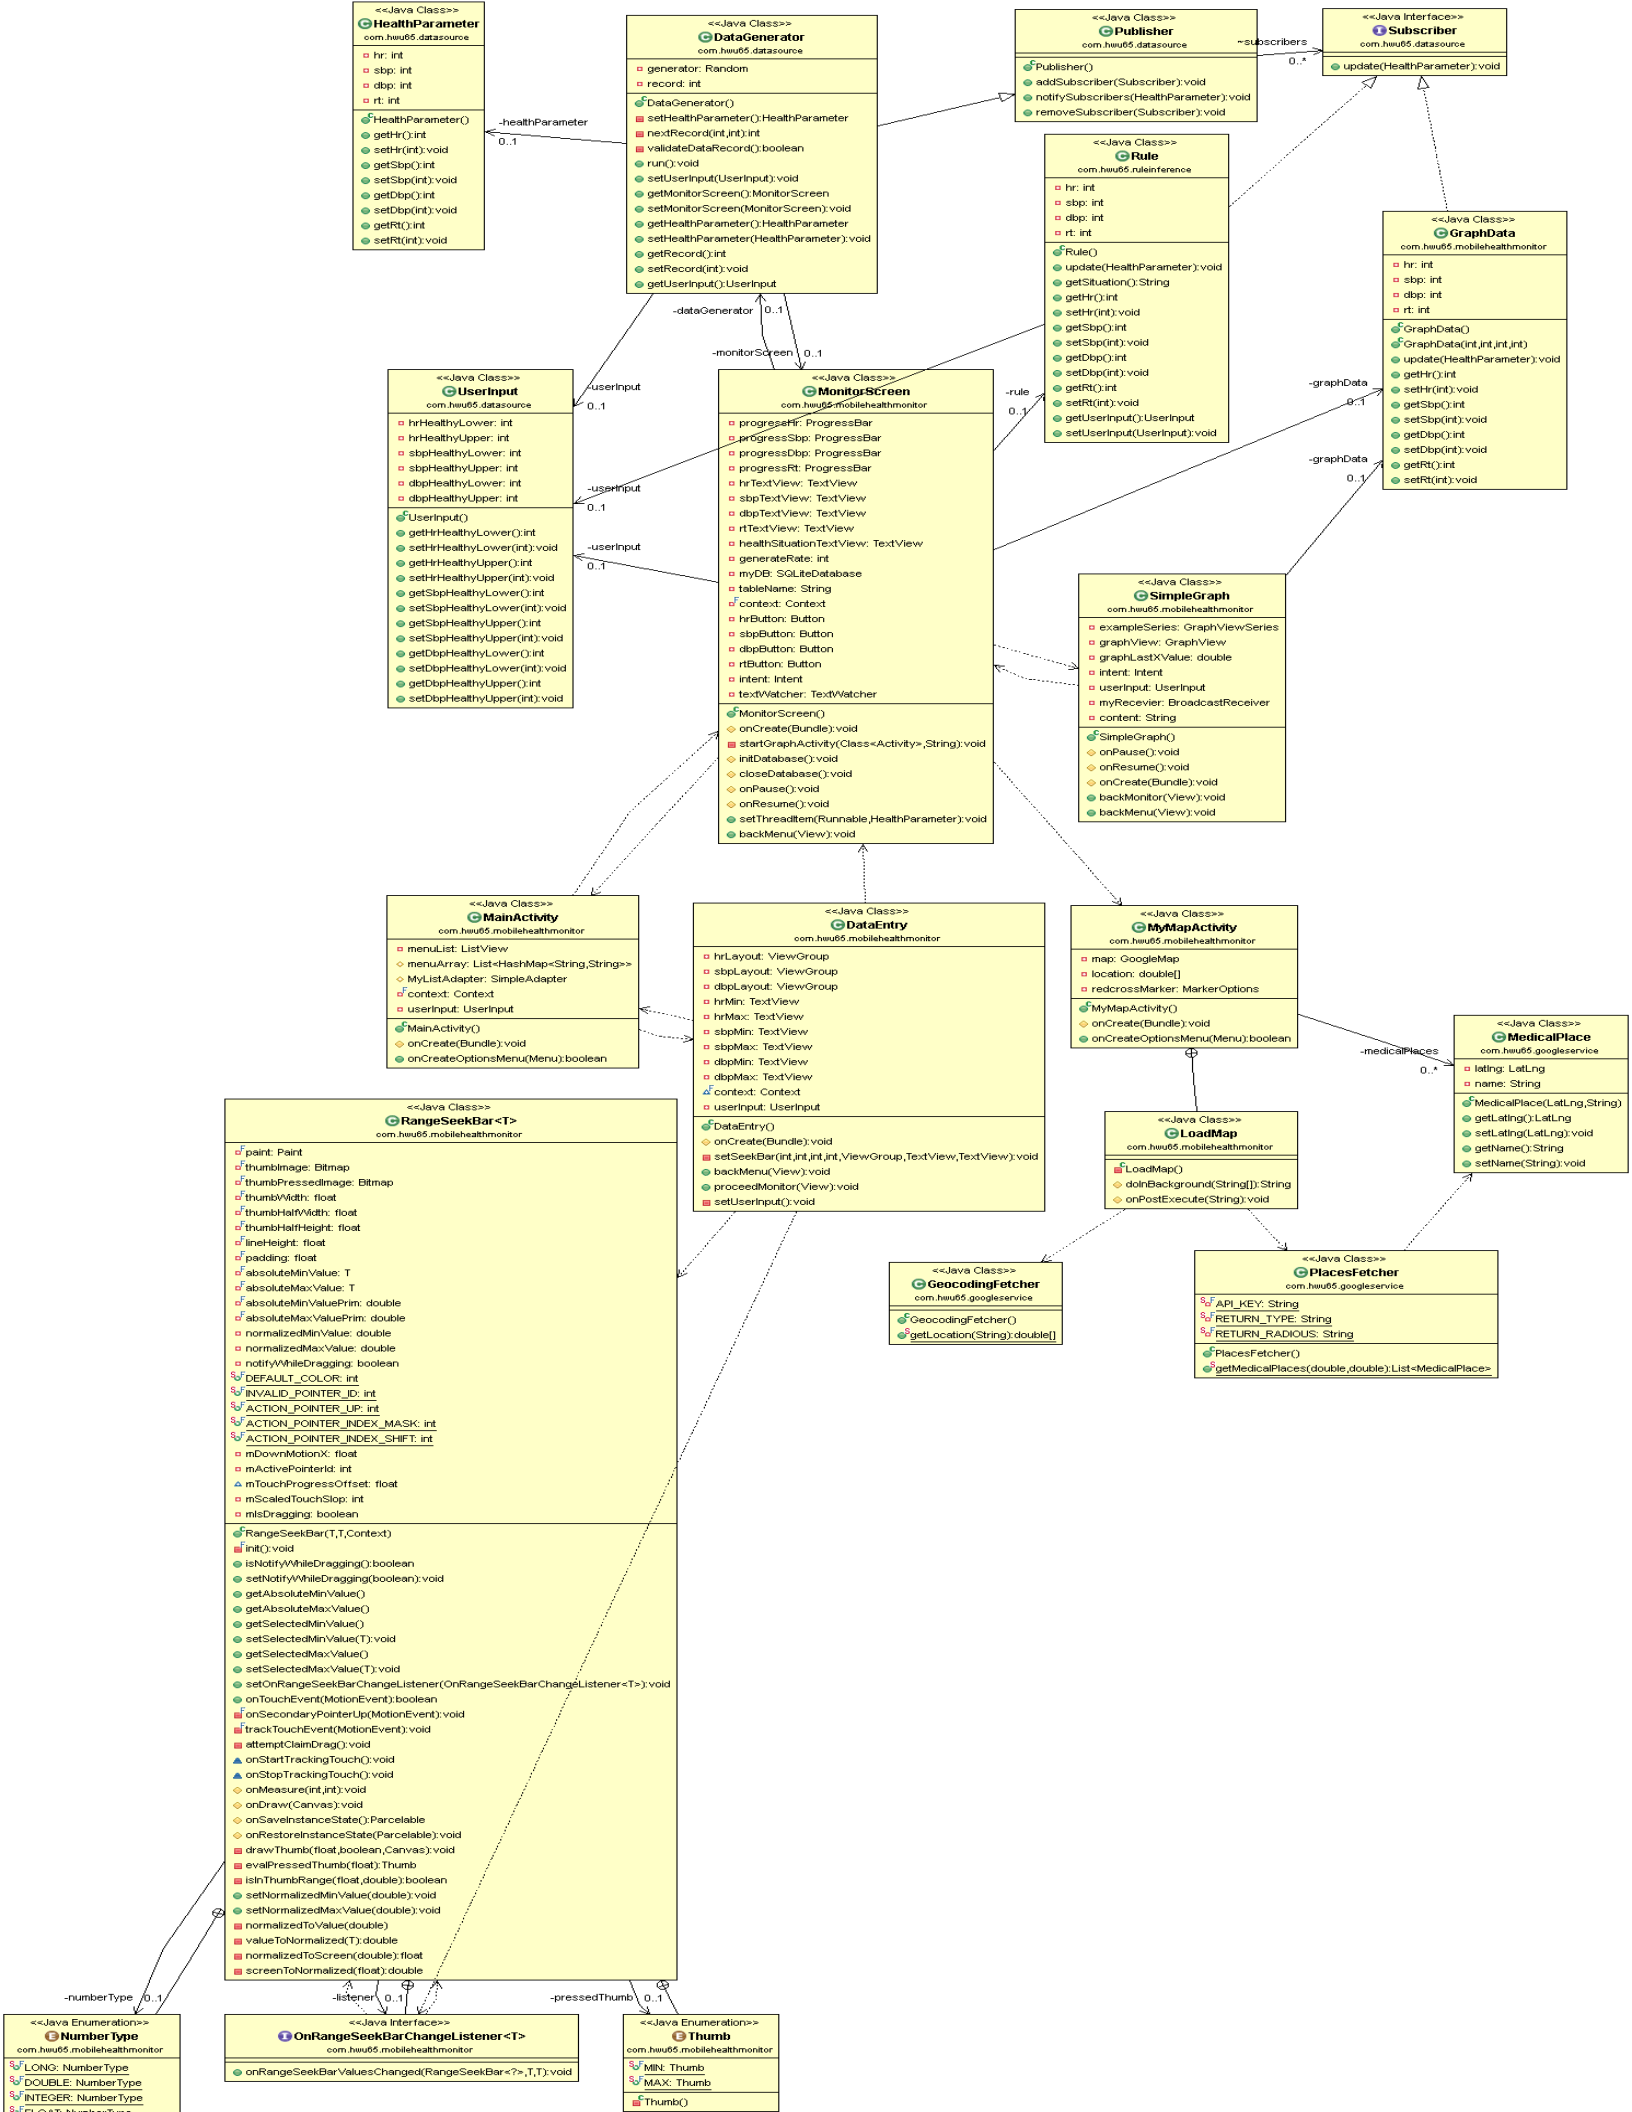 <<Java Class>>
HealthParameter
com.hwu65.datasource
hr: int
sbp: int
dbp: int
rt: int
HealthParameter()
getHr():int
setHr(int):void
getSbp():int
setSbp(int):void
getDbp():int
setDbp(int):void
getRt():int
setRt(int):void
<<Java Class>>
DataGenerator
com.hwu65.datasource
generator: Random
record: int
DataGenerator()
setHealthParameter():HealthParameter
nextRecord(int,int):int
validateDataRecord():boolean
run():void
setUserInput(UserInput):void
getMonitorScreen():MonitorScreen
setMonitorScreen(MonitorScreen):void
getHealthParameter():HealthParameter
setHealthParameter(HealthParameter):void
getRecord():int
setRecord(int):void
getUserInput():UserInput
<<Java Class>>
Publisher
com.hwu65.datasource
Publisher()
addSubscriber(Subscriber):void
notifySubscribers(HealthParameter):void
removeSubscriber(Subscriber):void
~subscribers
0..*
<<Java Interface>>
Subscriber
com.hwu65.datasource
update(HealthParameter):void
-healthParameter
0..1
<<Java Class>>
Rule
com.hwu65.ruleinference
hr: int
sbp: int
dbp: int
rt: int
Rule()
update(HealthParameter):void
getSituation():String
getHr():int
setHr(int):void
getSbp():int
setSbp(int):void
getDbp():int
setDbp(int):void
getRt():int
setRt(int):void
getUserInput():UserInput
setUserInput(UserInput):void
<<Java Class>>
GraphData
com.hwu65.mobilehealthmonitor
hr: int
sbp: int
dbp: int
rt: int
GraphData()
GraphData(int,int,int,int)
update(HealthParameter):void
getHr():int
setHr(int):void
getSbp():int
setSbp(int):void
getDbp():int
setDbp(int):void
getRt():int
setRt(int):void
-dataGenerator
0..1
-monitorScreen
0..1
-userInput
0..1
-rule
0..1
-graphData
0..1
-graphData
0..1
-userInput
0..1
-userInput
0..1
<<Java Class>>
UserInput
com.hwu65.datasource
hrHealthyLower: int
hrHealthyUpper: int
sbpHealthyLower: int
sbpHealthyUpper: int
dbpHealthyLower: int
dbpHealthyUpper: int
UserInput()
getHrHealthyLower():int
setHrHealthyLower(int):void
getHrHealthyUpper():int
setHrHealthyUpper(int):void
getSbpHealthyLower():int
setSbpHealthyLower(int):void
getSbpHealthyUpper():int
setSbpHealthyUpper(int):void
getDbpHealthyLower():int
setDbpHealthyLower(int):void
getDbpHealthyUpper():int
setDbpHealthyUpper(int):void
<<Java Class>>
MonitorScreen
com.hwu65.mobilehealthmonitor
progressHr: ProgressBar
progressSbp: ProgressBar
progressDbp: ProgressBar
progressRt: ProgressBar
hrTextView: TextView
sbpTextView: TextView
dbpTextView: TextView
rtTextView: TextView
healthSituationTextView: TextView
generateRate: int
myDB: SQLiteDatabase
tableName: String
context: Context
hrButton: Button
sbpButton: Button
dbpButton: Button
rtButton: Button
intent: Intent
textWatcher: TextWatcher
MonitorScreen()
onCreate(Bundle):void
startGraphActivity(Class<Activity>,String):void
initDatabase():void
closeDatabase():void
onPause():void
onResume():void
setThreadItem(Runnable,HealthParameter):void
backMenu(View):void
<<Java Class>>
SimpleGraph
com.hwu65.mobilehealthmonitor
exampleSeries: GraphViewSeries
graphView: GraphView
graphLastXValue: double
intent: Intent
userInput: UserInput
myRecevier: BroadcastReceiver
content: String
SimpleGraph()
onPause():void
onResume():void
onCreate(Bundle):void
backMonitor(View):void
backMenu(View):void
<<Java Class>>
MainActivity
com.hwu65.mobilehealthmonitor
menuList: ListView
menuArray: List<HashMap<String,String>>
MyListAdapter: SimpleAdapter
context: Context
userInput: UserInput
MainActivity()
onCreate(Bundle):void
onCreateOptionsMenu(Menu):boolean
<<Java Class>>
DataEntry
com.hwu65.mobilehealthmonitor
hrLayout: ViewGroup
sbpLayout: ViewGroup
dbpLayout: ViewGroup
hrMin: TextView
hrMax: TextView
sbpMin: TextView
sbpMax: TextView
dbpMin: TextView
dbpMax: TextView
context: Context
userInput: UserInput
DataEntry()
onCreate(Bundle):void
setSeekBar(int,int,int,int,ViewGroup,TextView,TextView):void
backMenu(View):void
proceedMonitor(View):void
setUserInput():void
<<Java Class>>
MyMapActivity
com.hwu65.mobilehealthmonitor
map: GoogleMap
location: double[]
redcrossMarker: MarkerOptions
MyMapActivity()
onCreate(Bundle):void
onCreateOptionsMenu(Menu):boolean
-medicalPlaces
0..*
<<Java Class>>
MedicalPlace
com.hwu65.googleservice
latlng: LatLng
name: String
MedicalPlace(LatLng,String)
getLatlng():LatLng
setLatlng(LatLng):void
getName():String
setName(String):void
<<Java Class>>
LoadMap
com.hwu65.mobilehealthmonitor
LoadMap()
doInBackground(String[]):String
onPostExecute(String):void
<<Java Class>>
GeocodingFetcher
com.hwu65.googleservice
GeocodingFetcher()
getLocation(String):double[]
<<Java Class>>
PlacesFetcher
com.hwu65.googleservice
API_KEY: String
RETURN_TYPE: String
RETURN_RADIOUS: String
PlacesFetcher()
getMedicalPlaces(double,double):List<MedicalPlace>
<<Java Class>>
RangeSeekBar<T>
com.hwu65.mobilehealthmonitor
paint: Paint
thumbImage: Bitmap
thumbPressedImage: Bitmap
thumbWidth: float
thumbHalfWidth: float
thumbHalfHeight: float
lineHeight: float
padding: float
absoluteMinValue: T
absoluteMaxValue: T
absoluteMinValuePrim: double
absoluteMaxValuePrim: double
normalizedMinValue: double
normalizedMaxValue: double
notifyWhileDragging: boolean
DEFAULT_COLOR: int
INVALID_POINTER_ID: int
ACTION_POINTER_UP: int
ACTION_POINTER_INDEX_MASK: int
ACTION_POINTER_INDEX_SHIFT: int
mDownMotionX: float
mActivePointerId: int
mTouchProgressOffset: float
mScaledTouchSlop: int
mIsDragging: boolean
RangeSeekBar(T,T,Context)
init():void
isNotifyWhileDragging():boolean
setNotifyWhileDragging(boolean):void
getAbsoluteMinValue()
getAbsoluteMaxValue()
getSelectedMinValue()
setSelectedMinValue(T):void
getSelectedMaxValue()
setSelectedMaxValue(T):void
setOnRangeSeekBarChangeListener(OnRangeSeekBarChangeListener<T>):void
onTouchEvent(MotionEvent):boolean
onSecondaryPointerUp(MotionEvent):void
trackTouchEvent(MotionEvent):void
attemptClaimDrag():void
onStartTrackingTouch():void
onStopTrackingTouch():void
onMeasure(int,int):void
onDraw(Canvas):void
onSaveInstanceState():Parcelable
onRestoreInstanceState(Parcelable):void
drawThumb(float,boolean,Canvas):void
evalPressedThumb(float):Thumb
isInThumbRange(float,double):boolean
setNormalizedMinValue(double):void
setNormalizedMaxValue(double):void
normalizedToValue(double)
valueToNormalized(T):double
normalizedToScreen(double):float
screenToNormalized(float):double
-numberType
0..1
-listener
0..1
-pressedThumb
0..1
<<Java Enumeration>>
NumberType
com.hwu65.mobilehealthmonitor
LONG: NumberType
DOUBLE: NumberType
INTEGER: NumberType
FLOAT: NumberType
<<Java Interface>>
OnRangeSeekBarChangeListener<T>
com.hwu65.mobilehealthmonitor
onRangeSeekBarValuesChanged(RangeSeekBar<?>,T,T):void
<<Java Enumeration>>
Thumb
com.hwu65.mobilehealthmonitor
MIN: Thumb
MAX: Thumb
Thumb()